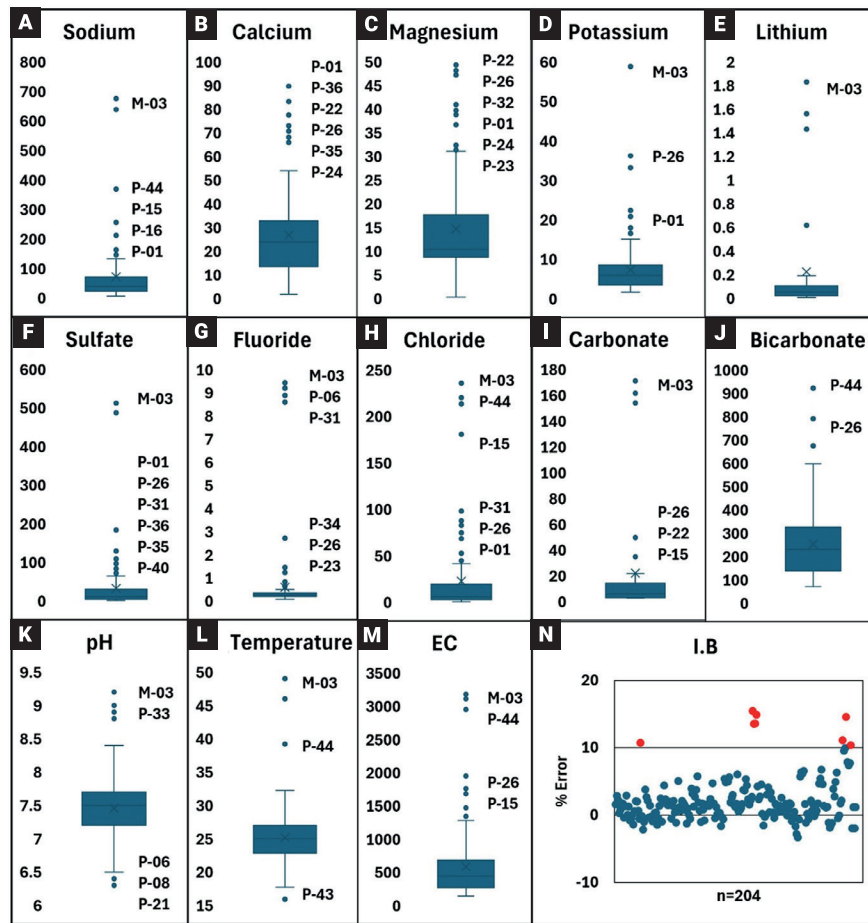 A Sodium
800
700
600
500
400
300
200
100
0
M-03
P-44
P-15
P-16
P-01
B Calcium
100
90
80
70
60
50
40
30
20
10
0
P-01
P-36
P-22
P-26
P-35
P-24
C Magnesium
50
45
40
35
30
25
20
15
10
5
0
P-22
P-26
P-32
P-01
P-24
P-23
D Potassium
60
50
40
30
20
10
0
M-03
P-26
P-01
E Lithium
2
1.8
1.6
1.4
1.2
1
0.8
0.6
0.4
0.2
0
M-03
F Sulfate
600
500
400
300
200
100
0
M-03
P-01
P-26
P-31
P-36
P-35
P-40
G Fluoride
10
9
8
7
6
5
4
3
2
1
0
M-03
P-06
P-31
P-34
P-26
P-23
H Chloride
250
200
150
100
50
0
M-03
P-44
P-15
P-31
P-26
P-01
I Carbonate
180
160
140
120
100
80
60
40
20
0
M-03
P-26
P-22
P-15
J Bicarbonate
1000
900
800
700
600
500
400
300
200
100
0
P-44
P-26
K pH
9.5
9
8.5
8
7.5
7
6.5
6
M-03
P-33
P-06
P-08
P-21
L Temperature
50
45
40
35
30
25
20
15
M-03
P-44
P-43
M EC
3500
3000
2500
2000
1500
1000
500
0
M-03
P-44
P-26
P-15
N I.B
% Error
20
10
0
-10
n=204